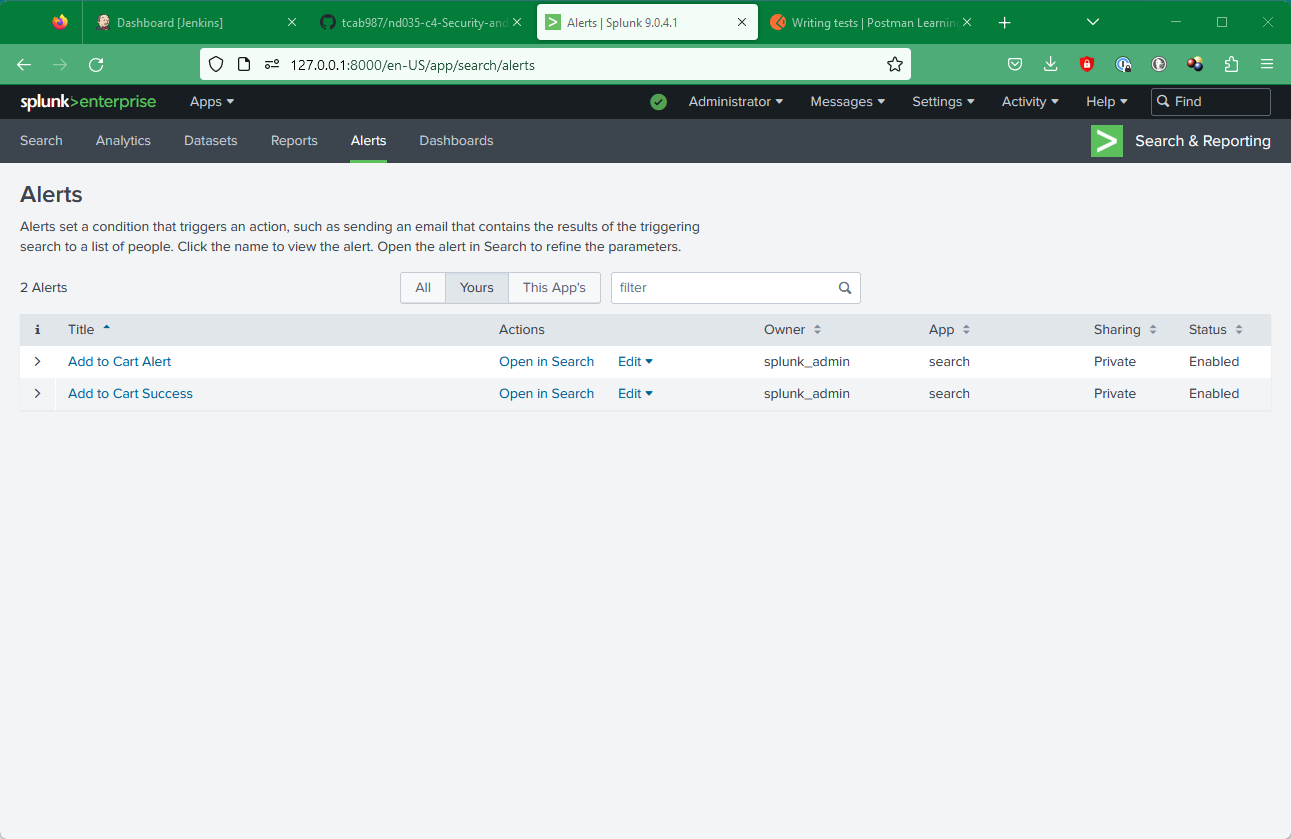 Dashboard [Jenkins]
tcab987/nd035-c4-Security-and
Alerts | Splunk 9.0.4.1
Writing tests | Postman Learning
127.0.0.1:8000/en-US/app/search/alerts
splunk>enterprise Apps Administrator Messages Settings Activity Help Find
Search Analytics Datasets Reports Alerts Dashboards Search & Reporting
Alerts
Alerts set a condition that triggers an action, such as sending an email that contains the results of the triggering
search to a list of people. Click the name to view the alert. Open the alert in Search to refine the parameters.
2 Alerts All Yours This App's filter
i Title Actions Owner App Sharing Status
Add to Cart Alert Open in Search Edit splunk_admin search Private Enabled
Add to Cart Success Open in Search Edit splunk_admin search Private Enabled